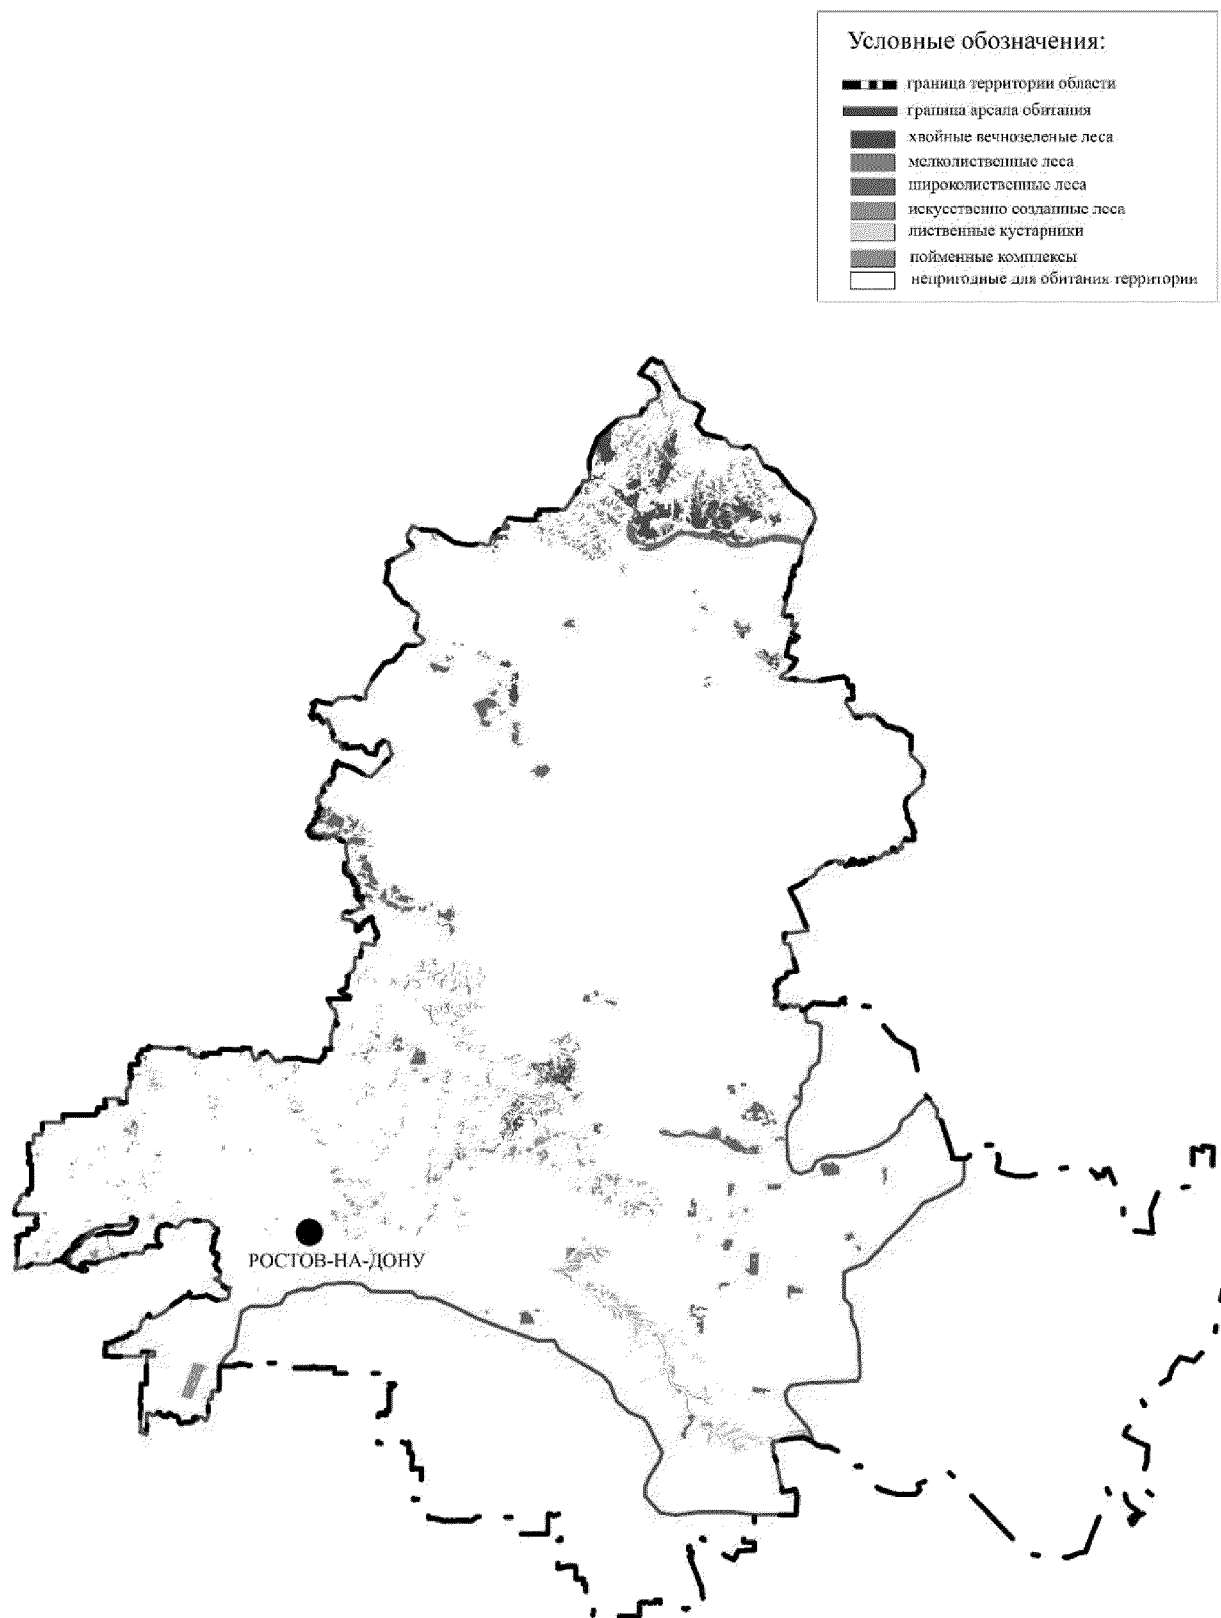 Условные обозначения:
граница территории области
граница ареала обитания
хвойные вечнозеленые леса
мелколиственные леса
широколиственные леса
искусственно созданные леса
лиственные кустарники
пойменные комплексы
непригодные для обитания территории
РОСТОВ-НА-ДОНУ